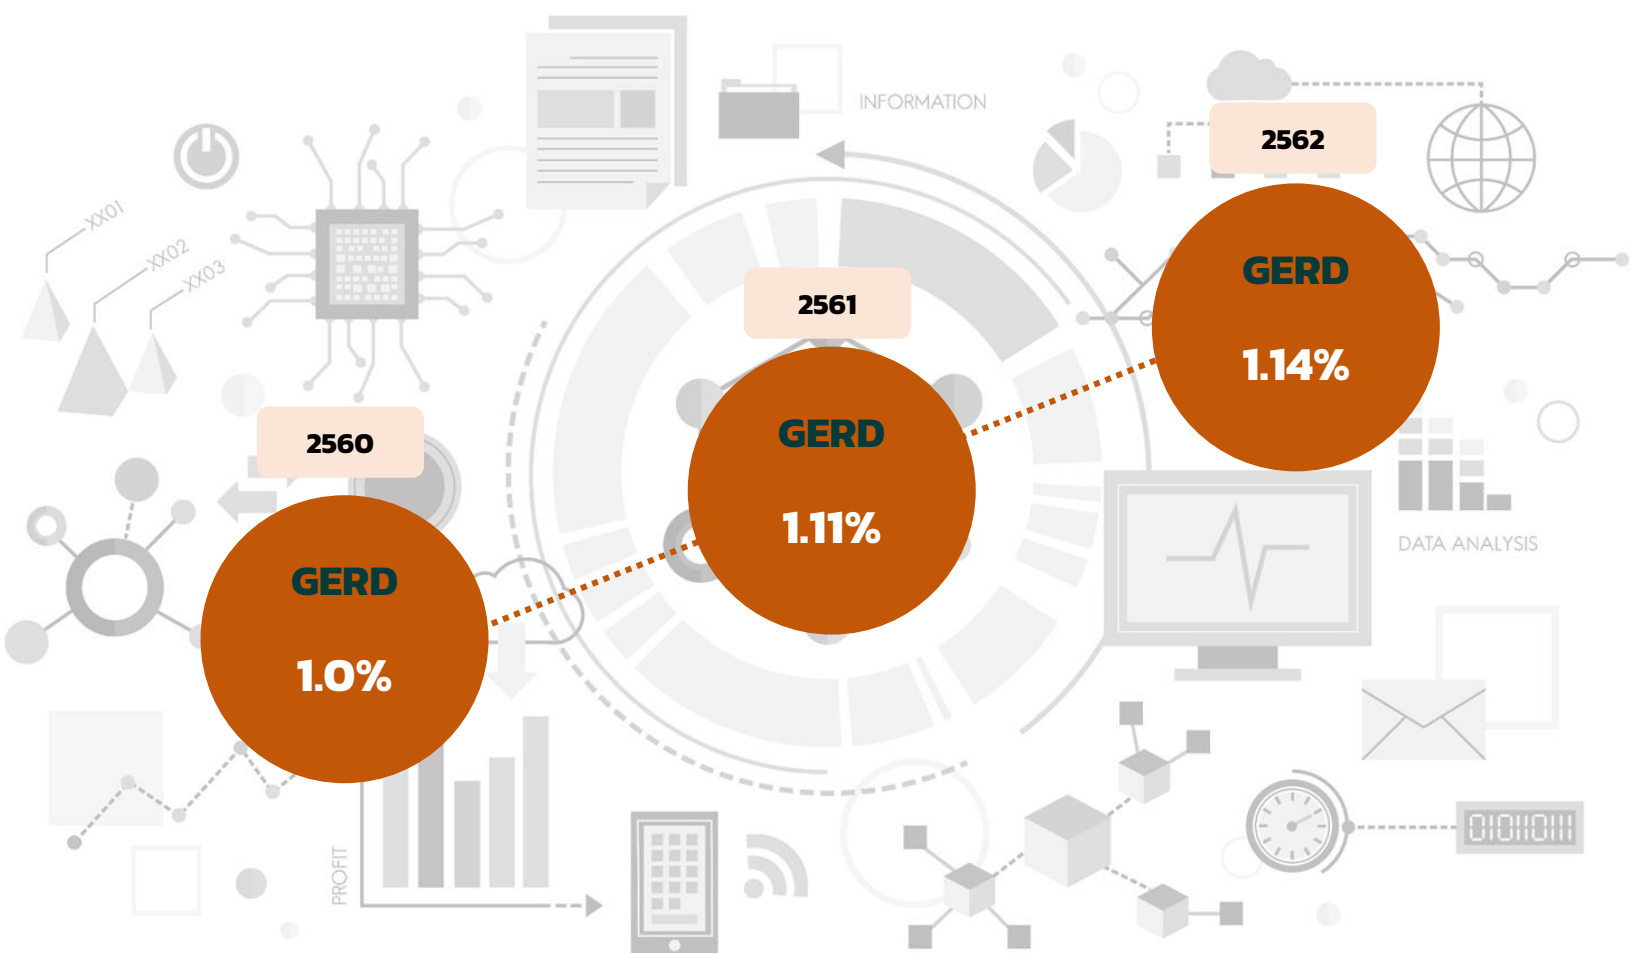 INFORMATION
2562
XX01
XX02
XX03
GERD
1.14%
2561
GERD
1.11%
2560
GERD
1.0%
DATA ANALYSIS
PROFIT
01011011